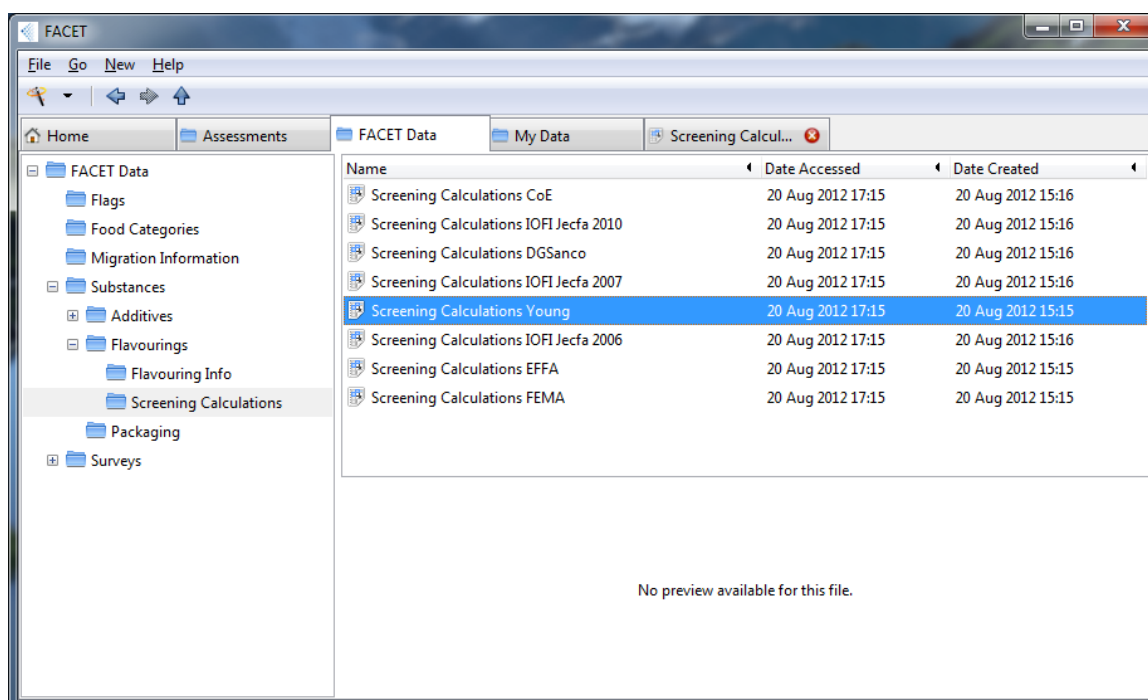 FACET
File Go New Help
Home Assessments FACET Data My Data Screening Calcul...
FACET Data
Flags
Food Categories
Migration Information
Substances
Additives
Flavourings
Flavouring Info
Screening Calculations
Packaging
Surveys
Name Date Accessed Date Created
Screening Calculations CoE 20 Aug 2012 17:15 20 Aug 2012 15:16
Screening Calculations IOFI Jecfa 2010 20 Aug 2012 17:15 20 Aug 2012 15:16
Screening Calculations DGSanco 20 Aug 2012 17:15 20 Aug 2012 15:16
Screening Calculations IOFI Jecfa 2007 20 Aug 2012 17:15 20 Aug 2012 15:16
Screening Calculations Young 20 Aug 2012 17:15 20 Aug 2012 15:15
Screening Calculations IOFI Jecfa 2006 20 Aug 2012 17:15 20 Aug 2012 15:16
Screening Calculations EFFA 20 Aug 2012 17:15 20 Aug 2012 15:15
Screening Calculations FEMA 20 Aug 2012 17:15 20 Aug 2012 15:15
No preview available for this file.